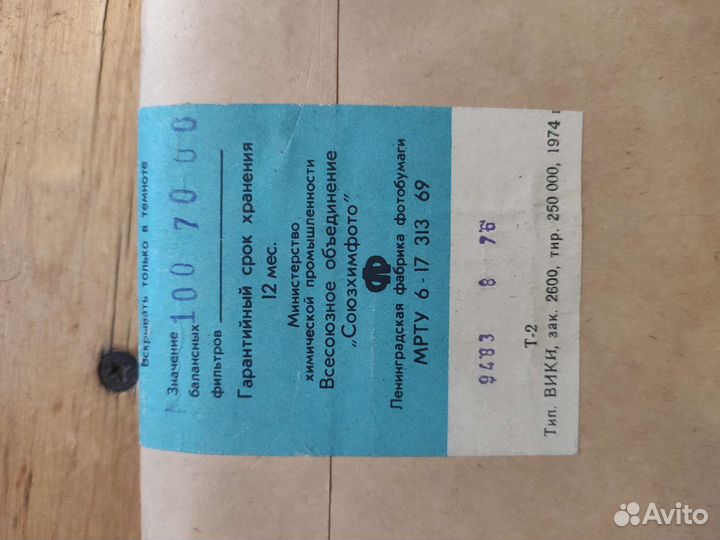 Вскрывать только в темноте
Значение
балансных 100 70 00
фильтров
Гарантийный срок хранения
12 мес.
Министерство
химической промышленности
Всесоюзное объединение
„Союзхимфото"
Ленинградская фабрика фотобумаги
МРТУ 6-17 313 69
9483 8 76
Т-2
Тип. ВИКИ, зак. 2600, тир. 250 000, 1974 г
Avito